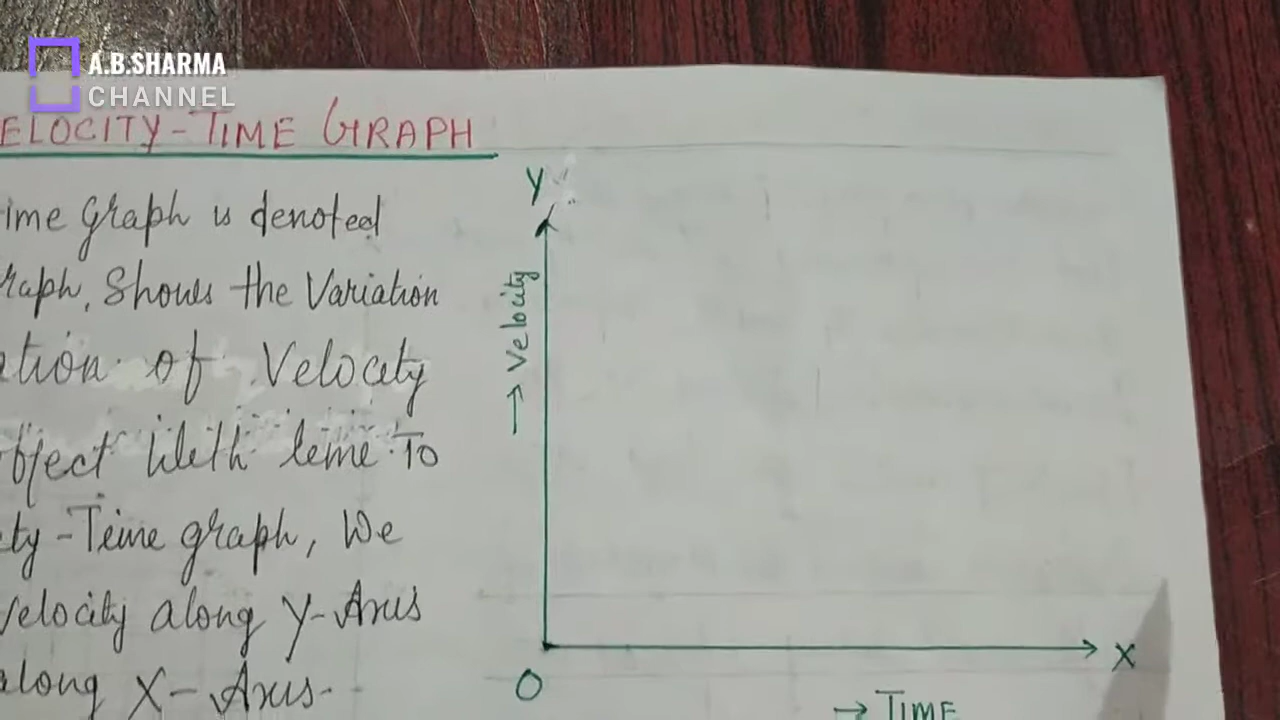 A.B.SHARMA
CHANNEL
ELOCITY-TIME GRAPH
ime Graph is denoted
raph, Shows the Variation
ation of Velocity
bject With time To
ty-Time graph, We
Velocity along Y-Axis
along X-Axis
Y
→ Velocity
O
X
→ TIME